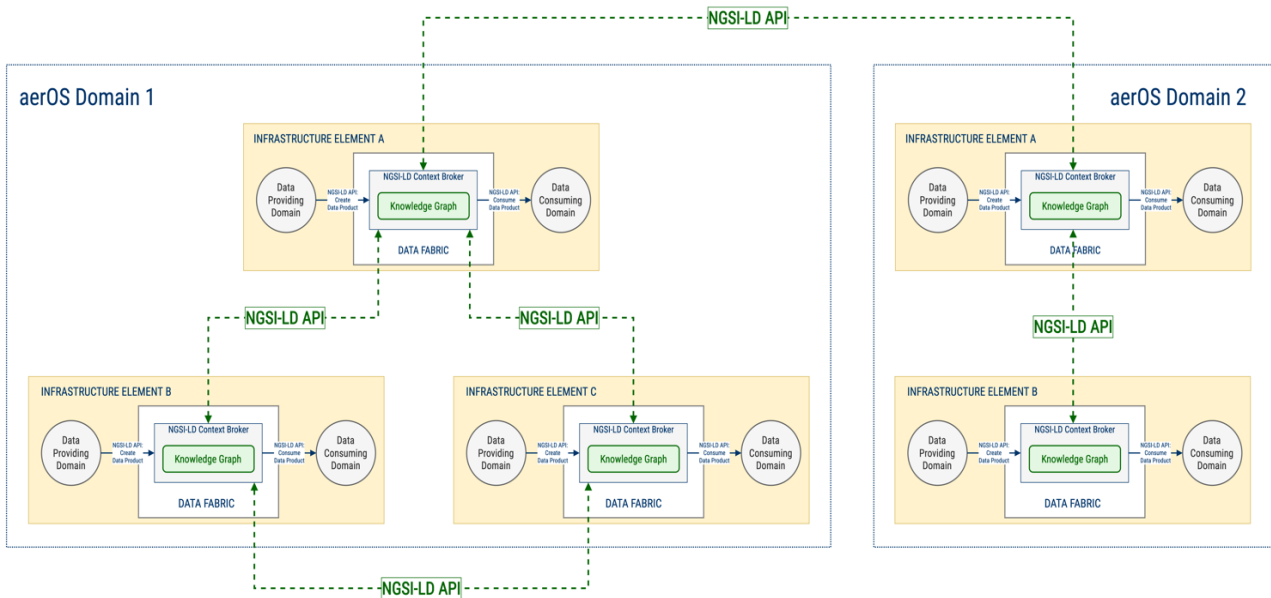 NGSI-LD API
aerOS Domain 1
aerOS Domain 2
INFRASTRUCTURE ELEMENT A
Data
Providing
Domain
NGSI-LD API:
Create
Data Product
NGSI-LD Context Broker
Knowledge Graph
NGSI-LD API:
Consume
Data Product
Data
Consuming
Domain
DATA FABRIC
INFRASTRUCTURE ELEMENT A
Data
Providing
Domain
NGSI-LD API:
Create
Data Product
NGSI-LD Context Broker
Knowledge Graph
NGSI-LD API:
Consume
Data Product
Data
Consuming
Domain
DATA FABRIC
NGSI-LD API
NGSI-LD API
NGSI-LD API
INFRASTRUCTURE ELEMENT B
Data
Providing
Domain
NGSI-LD API:
Create
Data Product
NGSI-LD Context Broker
Knowledge Graph
NGSI-LD API:
Consume
Data Product
Data
Consuming
Domain
DATA FABRIC
INFRASTRUCTURE ELEMENT C
Data
Providing
Domain
NGSI-LD API:
Create
Data Product
NGSI-LD Context Broker
Knowledge Graph
NGSI-LD API:
Consume
Data Product
Data
Consuming
Domain
DATA FABRIC
INFRASTRUCTURE ELEMENT B
Data
Providing
Domain
NGSI-LD API:
Create
Data Product
NGSI-LD Context Broker
Knowledge Graph
NGSI-LD API:
Consume
Data Product
Data
Consuming
Domain
DATA FABRIC
NGSI-LD API